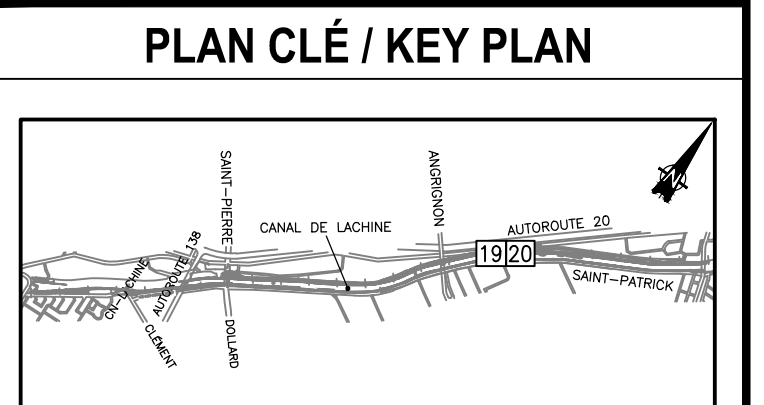 PLAN CLÉ / KEY PLAN
N
SAINT-PIERRE
ANGRIGNON
AUTOROUTE 20
CANAL DE LACHINE
AUTOROUTE 138
19 20
CN-LACHINE
SAINT-PATRICK
CLÉMENT
DOLLARD